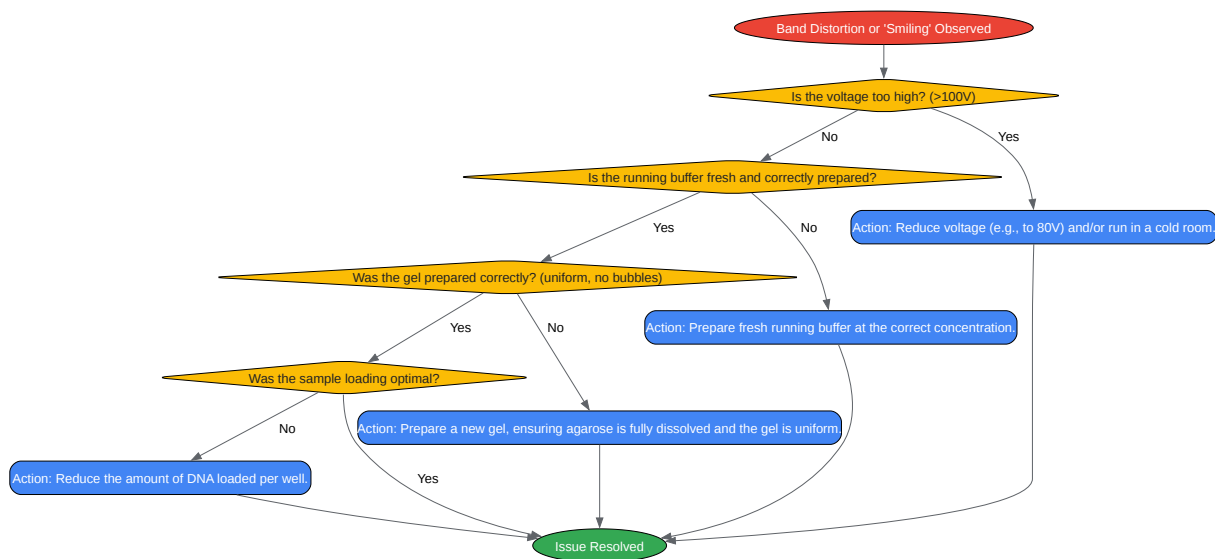 Band Distortion or 'Smiling' Observed
Is the voltage too high? (>100V)
No
Yes
Is the running buffer fresh and correctly prepared?
Action: Reduce voltage (e.g., to 80V) and/or run in a cold room.
Yes
No
Was the gel prepared correctly? (uniform, no bubbles)
Action: Prepare fresh running buffer at the correct concentration.
Yes
No
Was the sample loading optimal?
Action: Prepare a new gel, ensuring agarose is fully dissolved and the gel is uniform.
No
Yes
Action: Reduce the amount of DNA loaded per well.
Issue Resolved